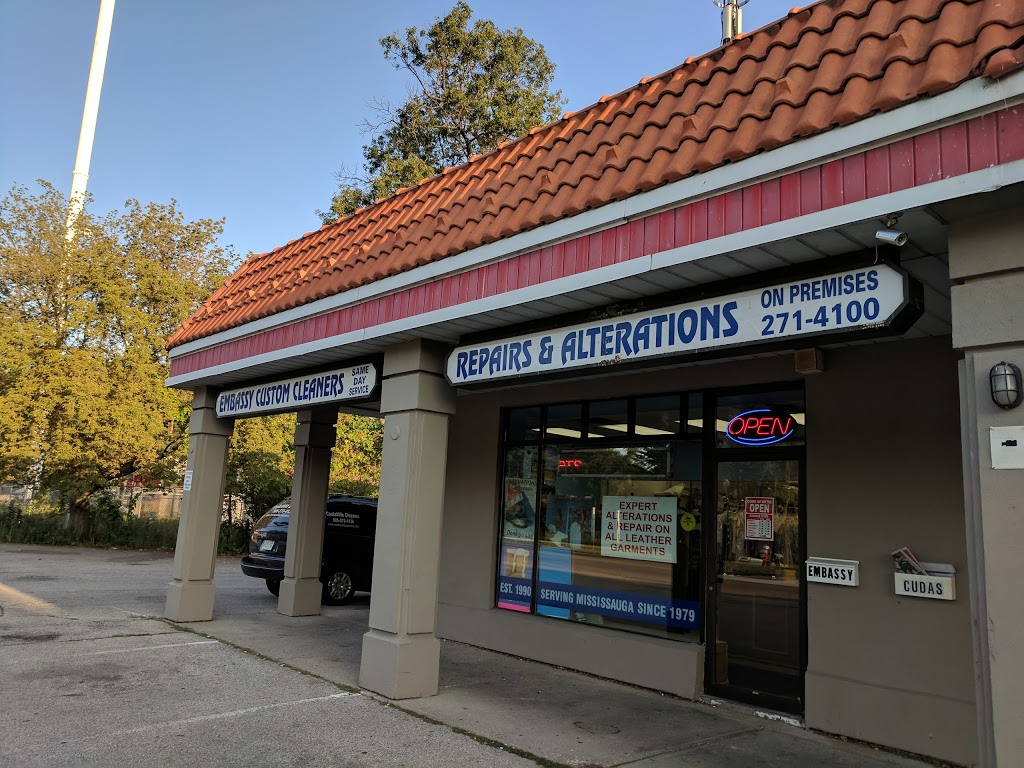 EMBASSY CUSTOM CLEANERS
SAME
DAY
SERVICE
REPAIRS & ALTERATIONS
ON PREMISES
271-4100
OPEN
EXPERT
ALTERATIONS
& REPAIR ON
ALL LEATHER
GARMENTS
OPEN
EST. 1990
SERVING MISSISSAUGA SINCE 1979
EMBASSY
CUDAS